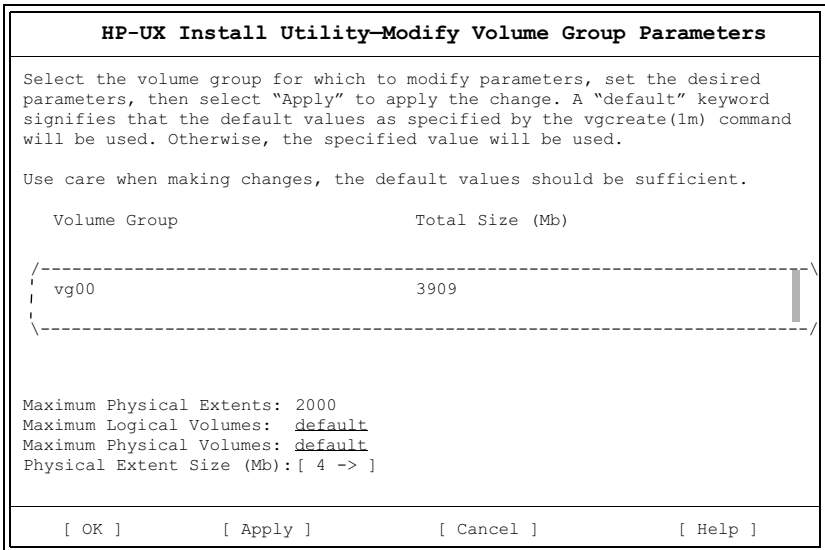 HP-UX Install Utility—Modify Volume Group Parameters
Select the volume group for which to modify parameters, set the desired
parameters, then select “Apply” to apply the change. A “default” keyword
signifies that the default values as specified by the vgcreate(1m) command
will be used. Otherwise, the specified value will be used.
Use care when making changes, the default values should be sufficient.
Volume Group Total Size (Mb)
vg00 3909
Maximum Physical Extents: 2000
Maximum Logical Volumes: default
Maximum Physical Volumes: default
Physical Extent Size (Mb):[ 4 -> ]
[ OK ] [ Apply ] [ Cancel ] [ Help ]